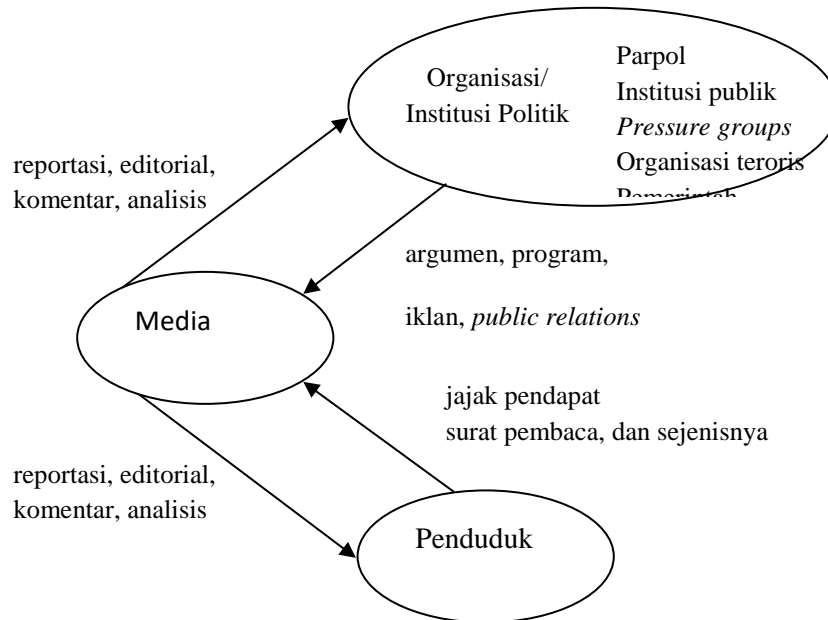 Organisasi/
Institusi Politik
Parpol
Institusi publik
Pressure groups
Organisasi teroris
Pemerintah
reportasi, editorial,
komentar, analisis
argumen, program,
iklan, public relations
Media
jajak pendapat
surat pembaca, dan sejenisnya
reportasi, editorial,
komentar, analisis
Penduduk